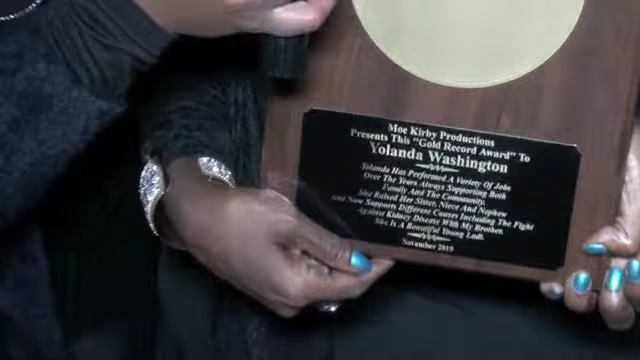 Moe Kirby Productions
Presents This "Gold Record Award" To
Yolanda Washington
Yolanda Has Performed A Variety Of Jobs
Over The Years Always Supporting Both
Family And The Community.
She Raised Her Sister, Niece And Nephew
And Now Supports Different Causes Including The Fight
Against Kidney Disease With My Brother.
She Is A Beautiful Young Lady.
November 2019